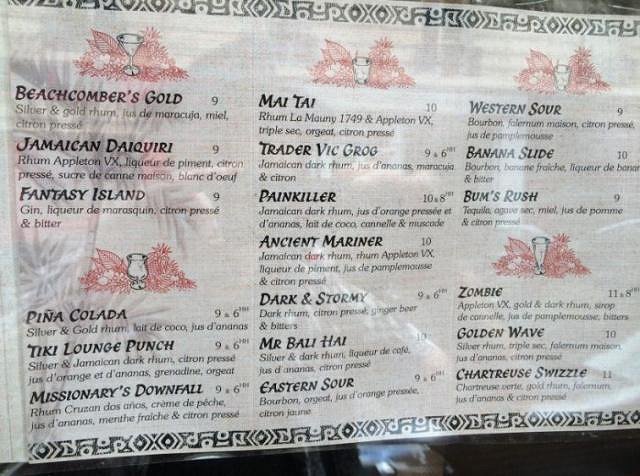 BEACHCOMBER'S GOLD 9
Silver & gold rhum, jus de maracuja, miel,
citron pressé
JAMAICAN DAIQUIRI 9
Rhum Appleton VX, liqueur de piment, citron
pressé, sucre de canne maison, blanc d'oeuf
FANTASY ISLAND 9
Gin, liqueur de marasquin, citron pressé
& bitter
PIÑA COLADA 9 & 6HH
Silver & Gold rhum, lait de coco, jus d'ananas
TIKI LOUNGE PUNCH 9 & 6HH
Silver & Jamaican dark rhum, citron pressé
jus d'orange et d'ananas, grenadine, orgeat
MISSIONARY'S DOWNFALL 9 & 6HH
Rhum Cruzan dos años, crème de pêche,
jus d'ananas, menthe fraîche & citron pressé
MAI TAI 10
Rhum La Mauny 1749 & Appleton VX,
triple sec, orgeat, citron pressé
TRADER VIC GROG 9 & 6HH
Jamaican dark rhum, jus d'ananas, maracuja
& citron
PAINKILLER 10 & 8HH
Jamaican dark rhum, jus d'orange pressée et
d'ananas, lait de coco, cannelle & muscade
ANCIENT MARINER 10
Jamaican dark rhum, rhum Appleton VX,
liqueur de piment, jus de pamplemousse
& citron pressé
DARK & STORMY 9 & 6HH
Dark rhum, citron pressé, ginger beer
& bitters
MR BALI HAI 10
Silver & dark rhum, liqueur de café,
jus d'ananas, citron pressé
EASTERN SOUR 9 & 6HH
Bourbon, orgeat, jus d'orange pressée,
citron jaune
WESTERN SOUR 9
Bourbon, falernum maison, citron pressé,
jus de pamplemousse
BANANA SLIDE 10
Bourbon, banane fraîche, liqueur de banane
& bitter
BUM'S RUSH 9
Tequila, agave sec, miel, jus de pomme
& citron pressé
ZOMBIE 11 & 8HH
Appleton VX, gold & dark rhum, sirop
de cannelle, jus de pamplemousse, bitters
GOLDEN WAVE 10
Silver rhum, triple sec, falernum maison,
jus d'ananas, citron pressé
CHARTREUSE SWIZZLE 11
Chartreuse verte, gold rhum, falernum,
jus d'ananas & citron pressé